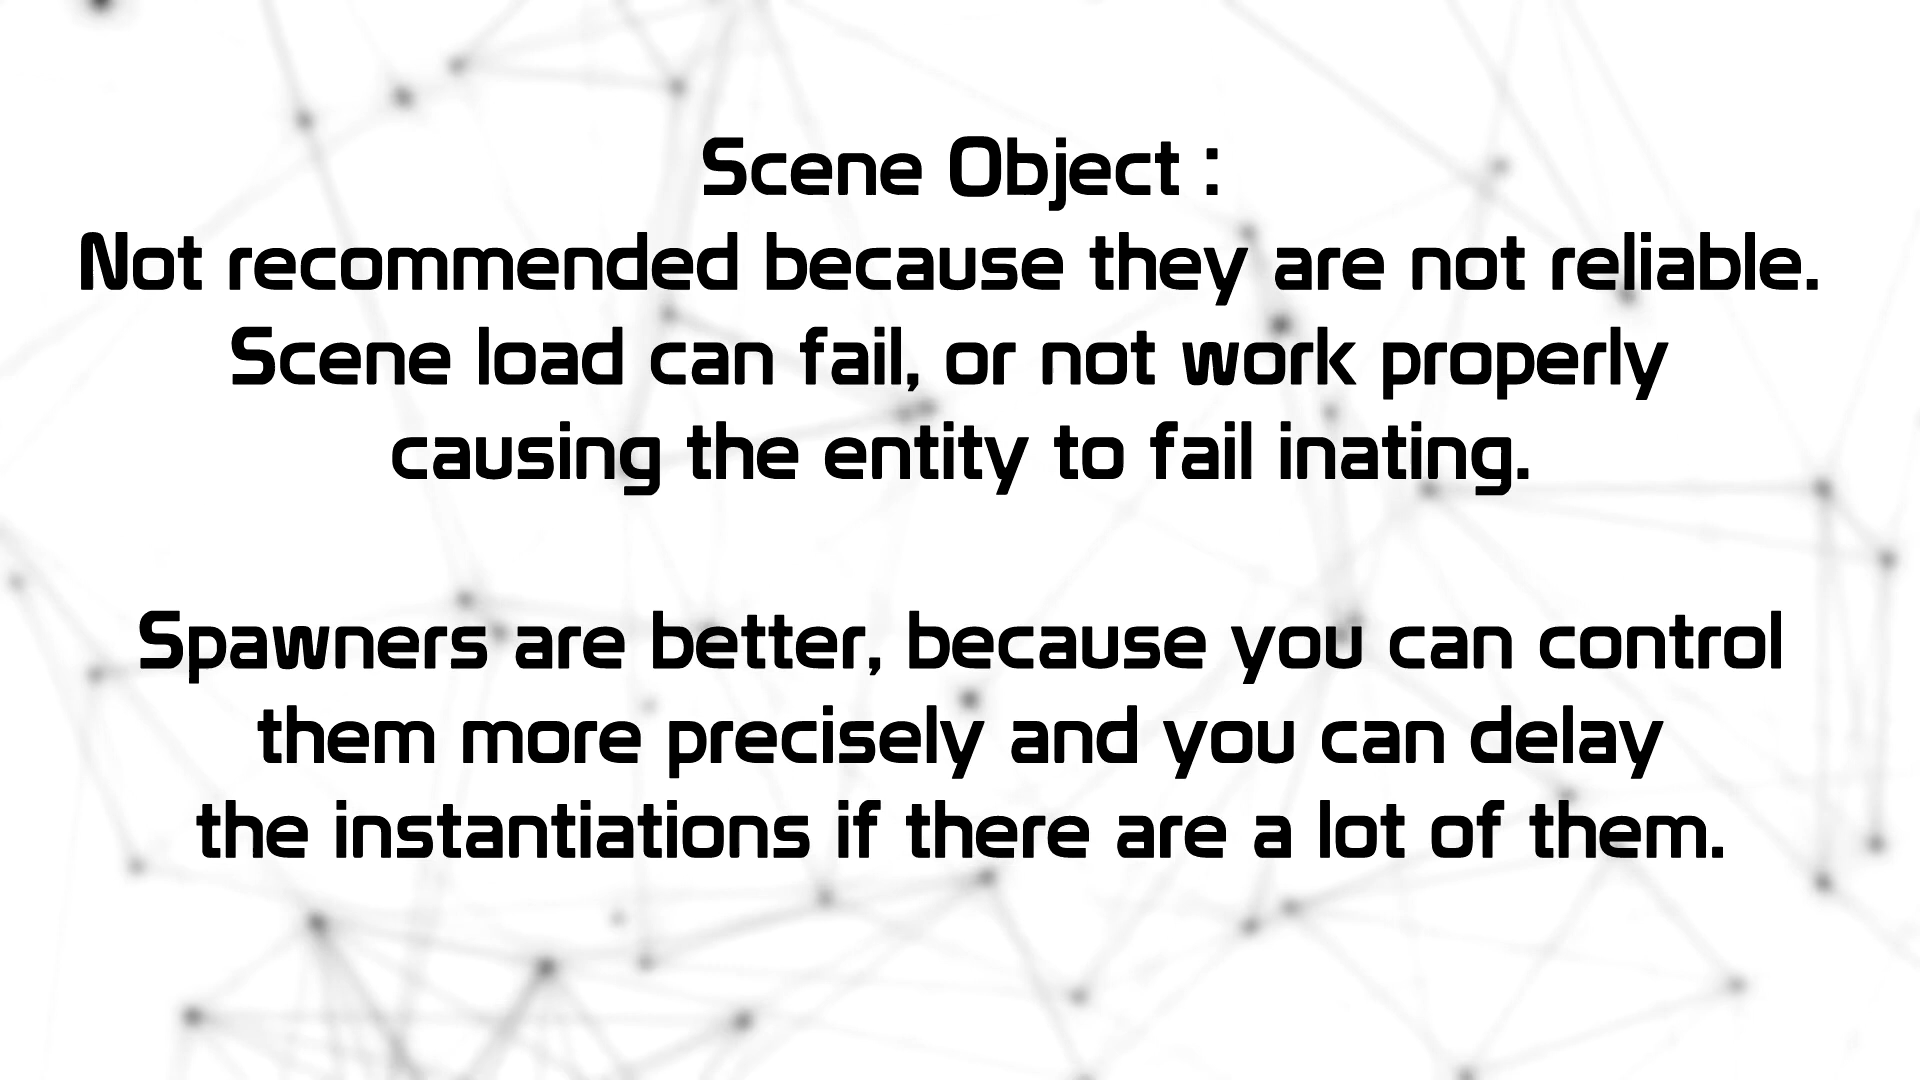 Scene Object :
Not recommended because they are not reliable.
Scene load can fail, or not work properly
causing the entity to fail inating.
Spawners are better, because you can control
them more precisely and you can delay
the instantiations if there are a lot of them.